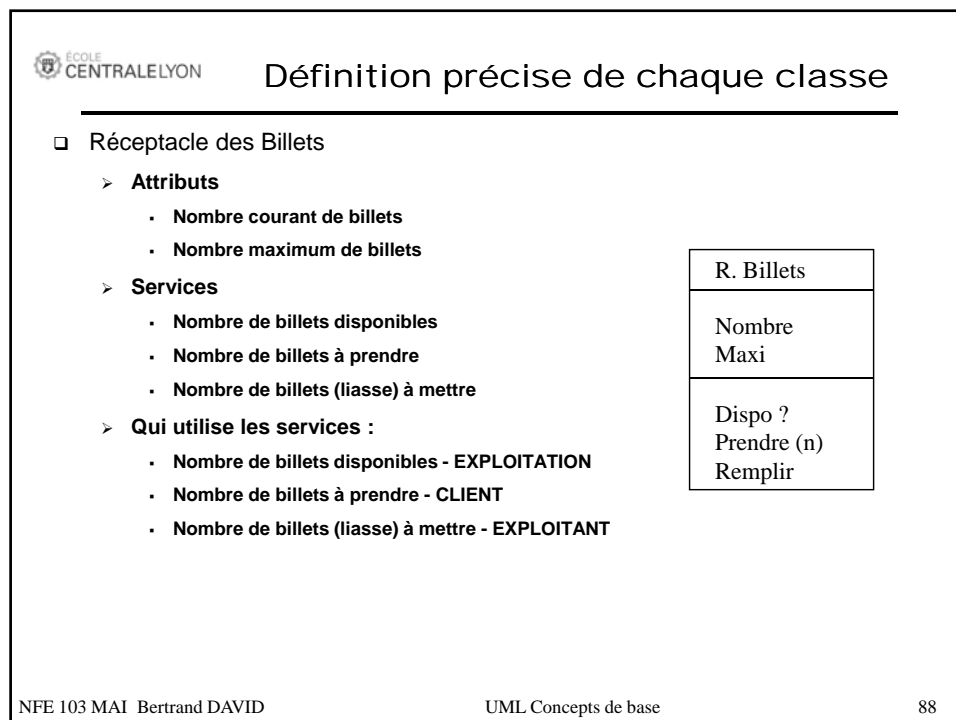 ÉCOLE
CENTRALELYON
Définition précise de chaque classe
Réceptacle des Billets
Attributs
Nombre courant de billets
Nombre maximum de billets
Services
Nombre de billets disponibles
Nombre de billets à prendre
Nombre de billets (liasse) à mettre
Qui utilise les services :
Nombre de billets disponibles - EXPLOITATION
Nombre de billets à prendre - CLIENT
Nombre de billets (liasse) à mettre - EXPLOITANT
R. Billets
Nombre
Maxi
Dispo ?
Prendre (n)
Remplir
NFE 103 MAI Bertrand DAVID
UML Concepts de base
88